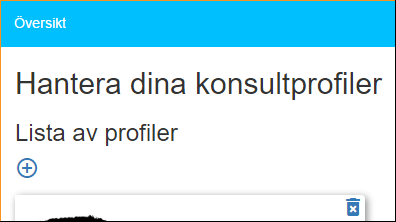 Översikt
Hantera dina konsultprofiler
Lista av profiler